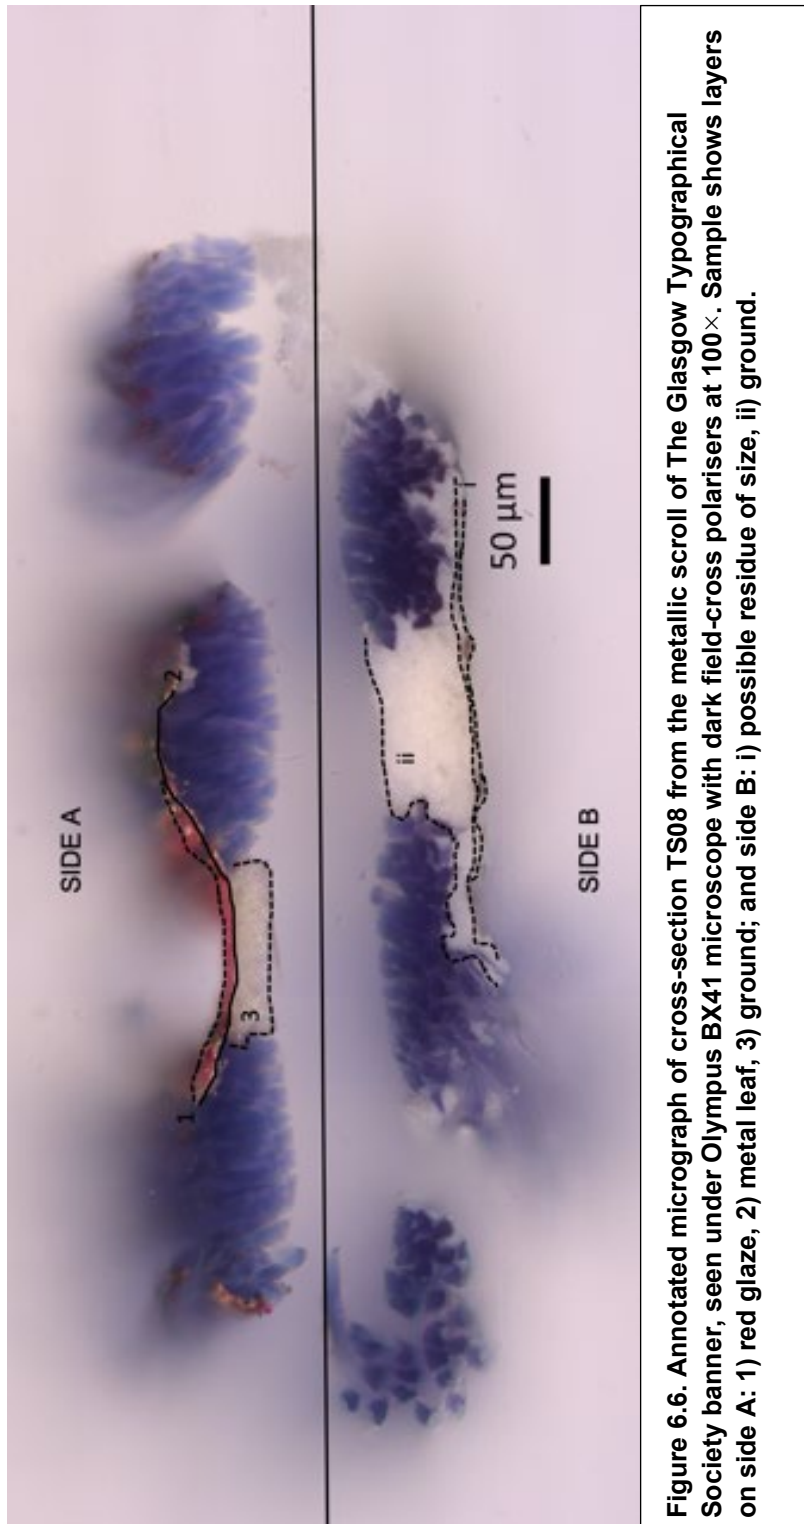 SIDE A
1
2
3
ii
i
50 μm
SIDE B
Figure 6.6. Annotated micrograph of cross-section TS08 from the metallic scroll of The Glasgow Typographical
Society banner, seen under Olympus BX41 microscope with dark field-cross polarisers at 100×. Sample shows layers
on side A: 1) red glaze, 2) metal leaf, 3) ground; and side B: i) possible residue of size, ii) ground.